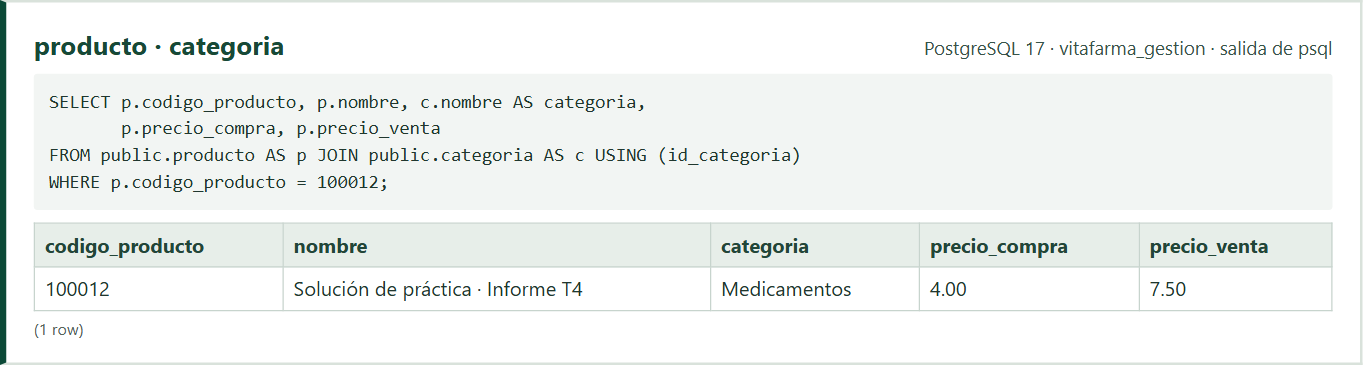 producto · categoria
PostgreSQL 17 · vitafarma_gestion · salida de psql
SELECT p.codigo_producto, p.nombre, c.nombre AS categoria,
       p.precio_compra, p.precio_venta
FROM public.producto AS p JOIN public.categoria AS c USING (id_categoria)
WHERE p.codigo_producto = 100012;
codigo_producto nombre categoria precio_compra precio_venta
100012 Solución de práctica · Informe T4 Medicamentos 4.00 7.50
(1 row)